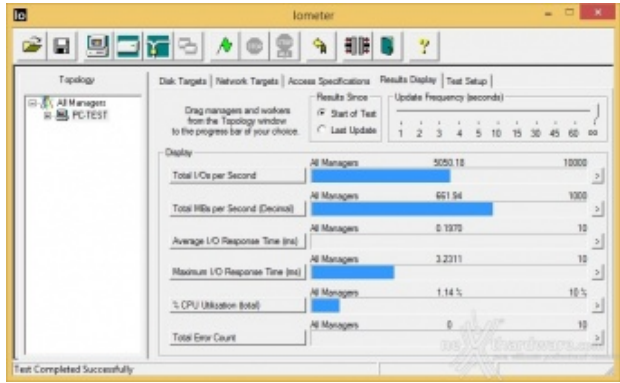 Iometer
Topology
All Managers
PC-TEST
Disk Targets Network Targets Access Specifications Results Display Test Setup
Drag managers and workers
from the Topology window
to the progress bar of your choice.
Results Since
Start of Test
Last Update
Update Frequency (seconds)
1 2 3 4 5 10 15 30 45 60 ∞
Display
All Managers 5050.18 10000
Total I/Os per Second >
All Managers 661.94 1000
Total MBs per Second (Decimal) >
All Managers 0.1970 10
Average I/O Response Time (ms) >
All Managers 3.2311 10
Maximum I/O Response Time (ms) >
All Managers 1.14 % 10 %
% CPU Utilization (total) >
All Managers 0 10
Total Error Count >
Test Completed Successfully